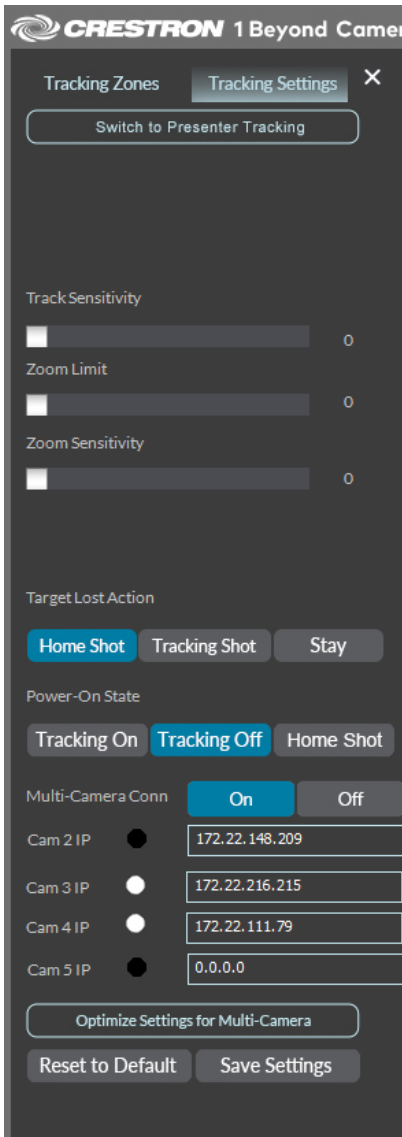 CRESTRON 1 Beyond Camer
Tracking Zones Tracking Settings ×
Switch to Presenter Tracking
Track Sensitivity
0
Zoom Limit
0
Zoom Sensitivity
0
Target Lost Action
Home Shot Tracking Shot Stay
Power-On State
Tracking On Tracking Off Home Shot
Multi-Camera Conn On Off
Cam 2 IP 172.22.148.209
Cam 3 IP 172.22.216.215
Cam 4 IP 172.22.111.79
Cam 5 IP 0.0.0.0
Optimize Settings for Multi-Camera
Reset to Default Save Settings